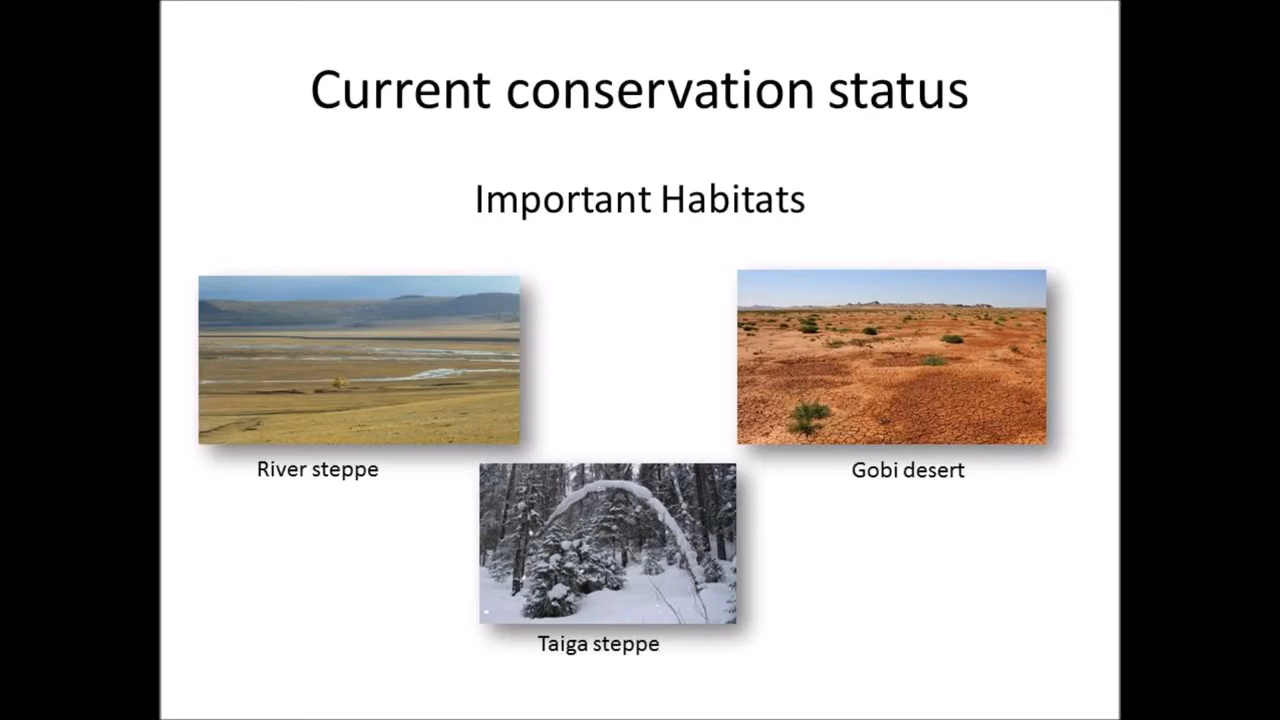 Current conservation status
Important Habitats
River steppe
Gobi desert
Taiga steppe